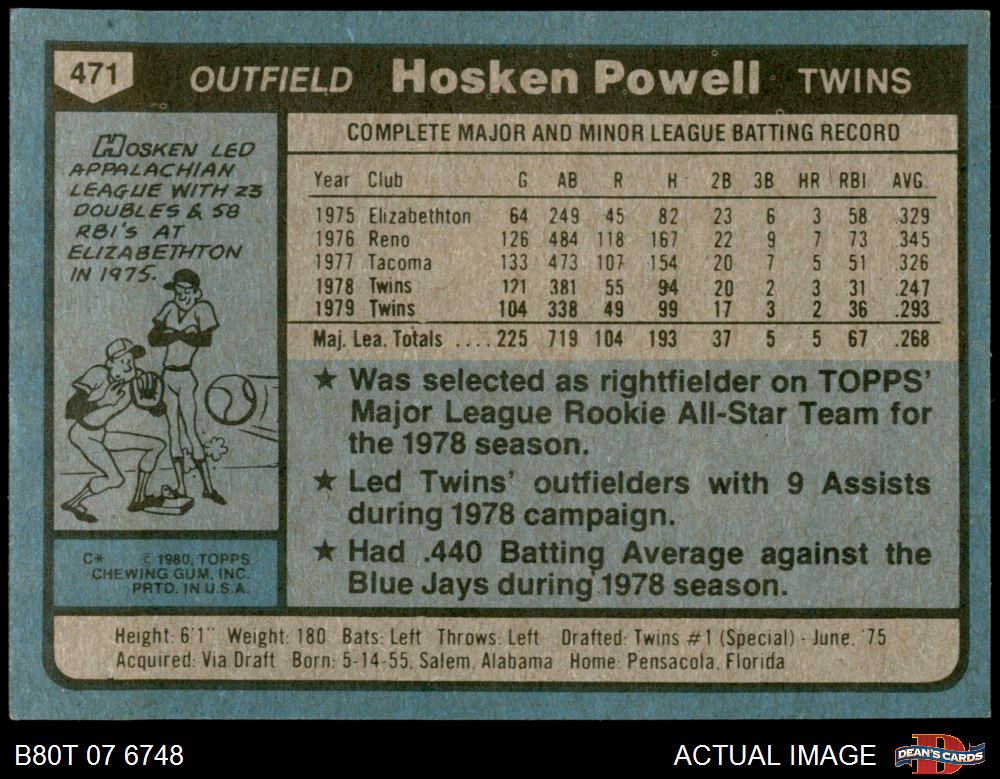 471 OUTFIELD Hosken Powell TWINS
HOSKEN LED
APPALACHIAN
LEAGUE WITH 23
DOUBLES & 58
RBI'S AT
ELIZABETHTON
IN 1975.
C* © 1980, TOPPS
CHEWING GUM, INC.
PRTD. IN U.S.A.
COMPLETE MAJOR AND MINOR LEAGUE BATTING RECORD
Year Club G AB R H 2B 3B HR RBI AVG.
1975 Elizabethton 64 249 45 82 23 6 3 58 .329
1976 Reno 126 484 118 167 22 9 7 73 .345
1977 Tacoma 133 473 107 154 20 7 5 51 .326
1978 Twins 121 381 55 94 20 2 3 31 .247
1979 Twins 104 338 49 99 17 3 2 36 .293
Maj. Lea. Totals ....225 719 104 193 37 5 5 67 .268
★ Was selected as rightfielder on TOPPS'
Major League Rookie All-Star Team for
the 1978 season.
★ Led Twins' outfielders with 9 Assists
during 1978 campaign.
★ Had .440 Batting Average against the
Blue Jays during 1978 season.
Height: 6'1" Weight: 180 Bats: Left Throws: Left Drafted: Twins #1 (Special) - June, '75
Acquired: Via Draft Born: 5-14-55, Salem, Alabama Home: Pensacola, Florida
B80T 07 6748 ACTUAL IMAGE DEAN'S CARDS